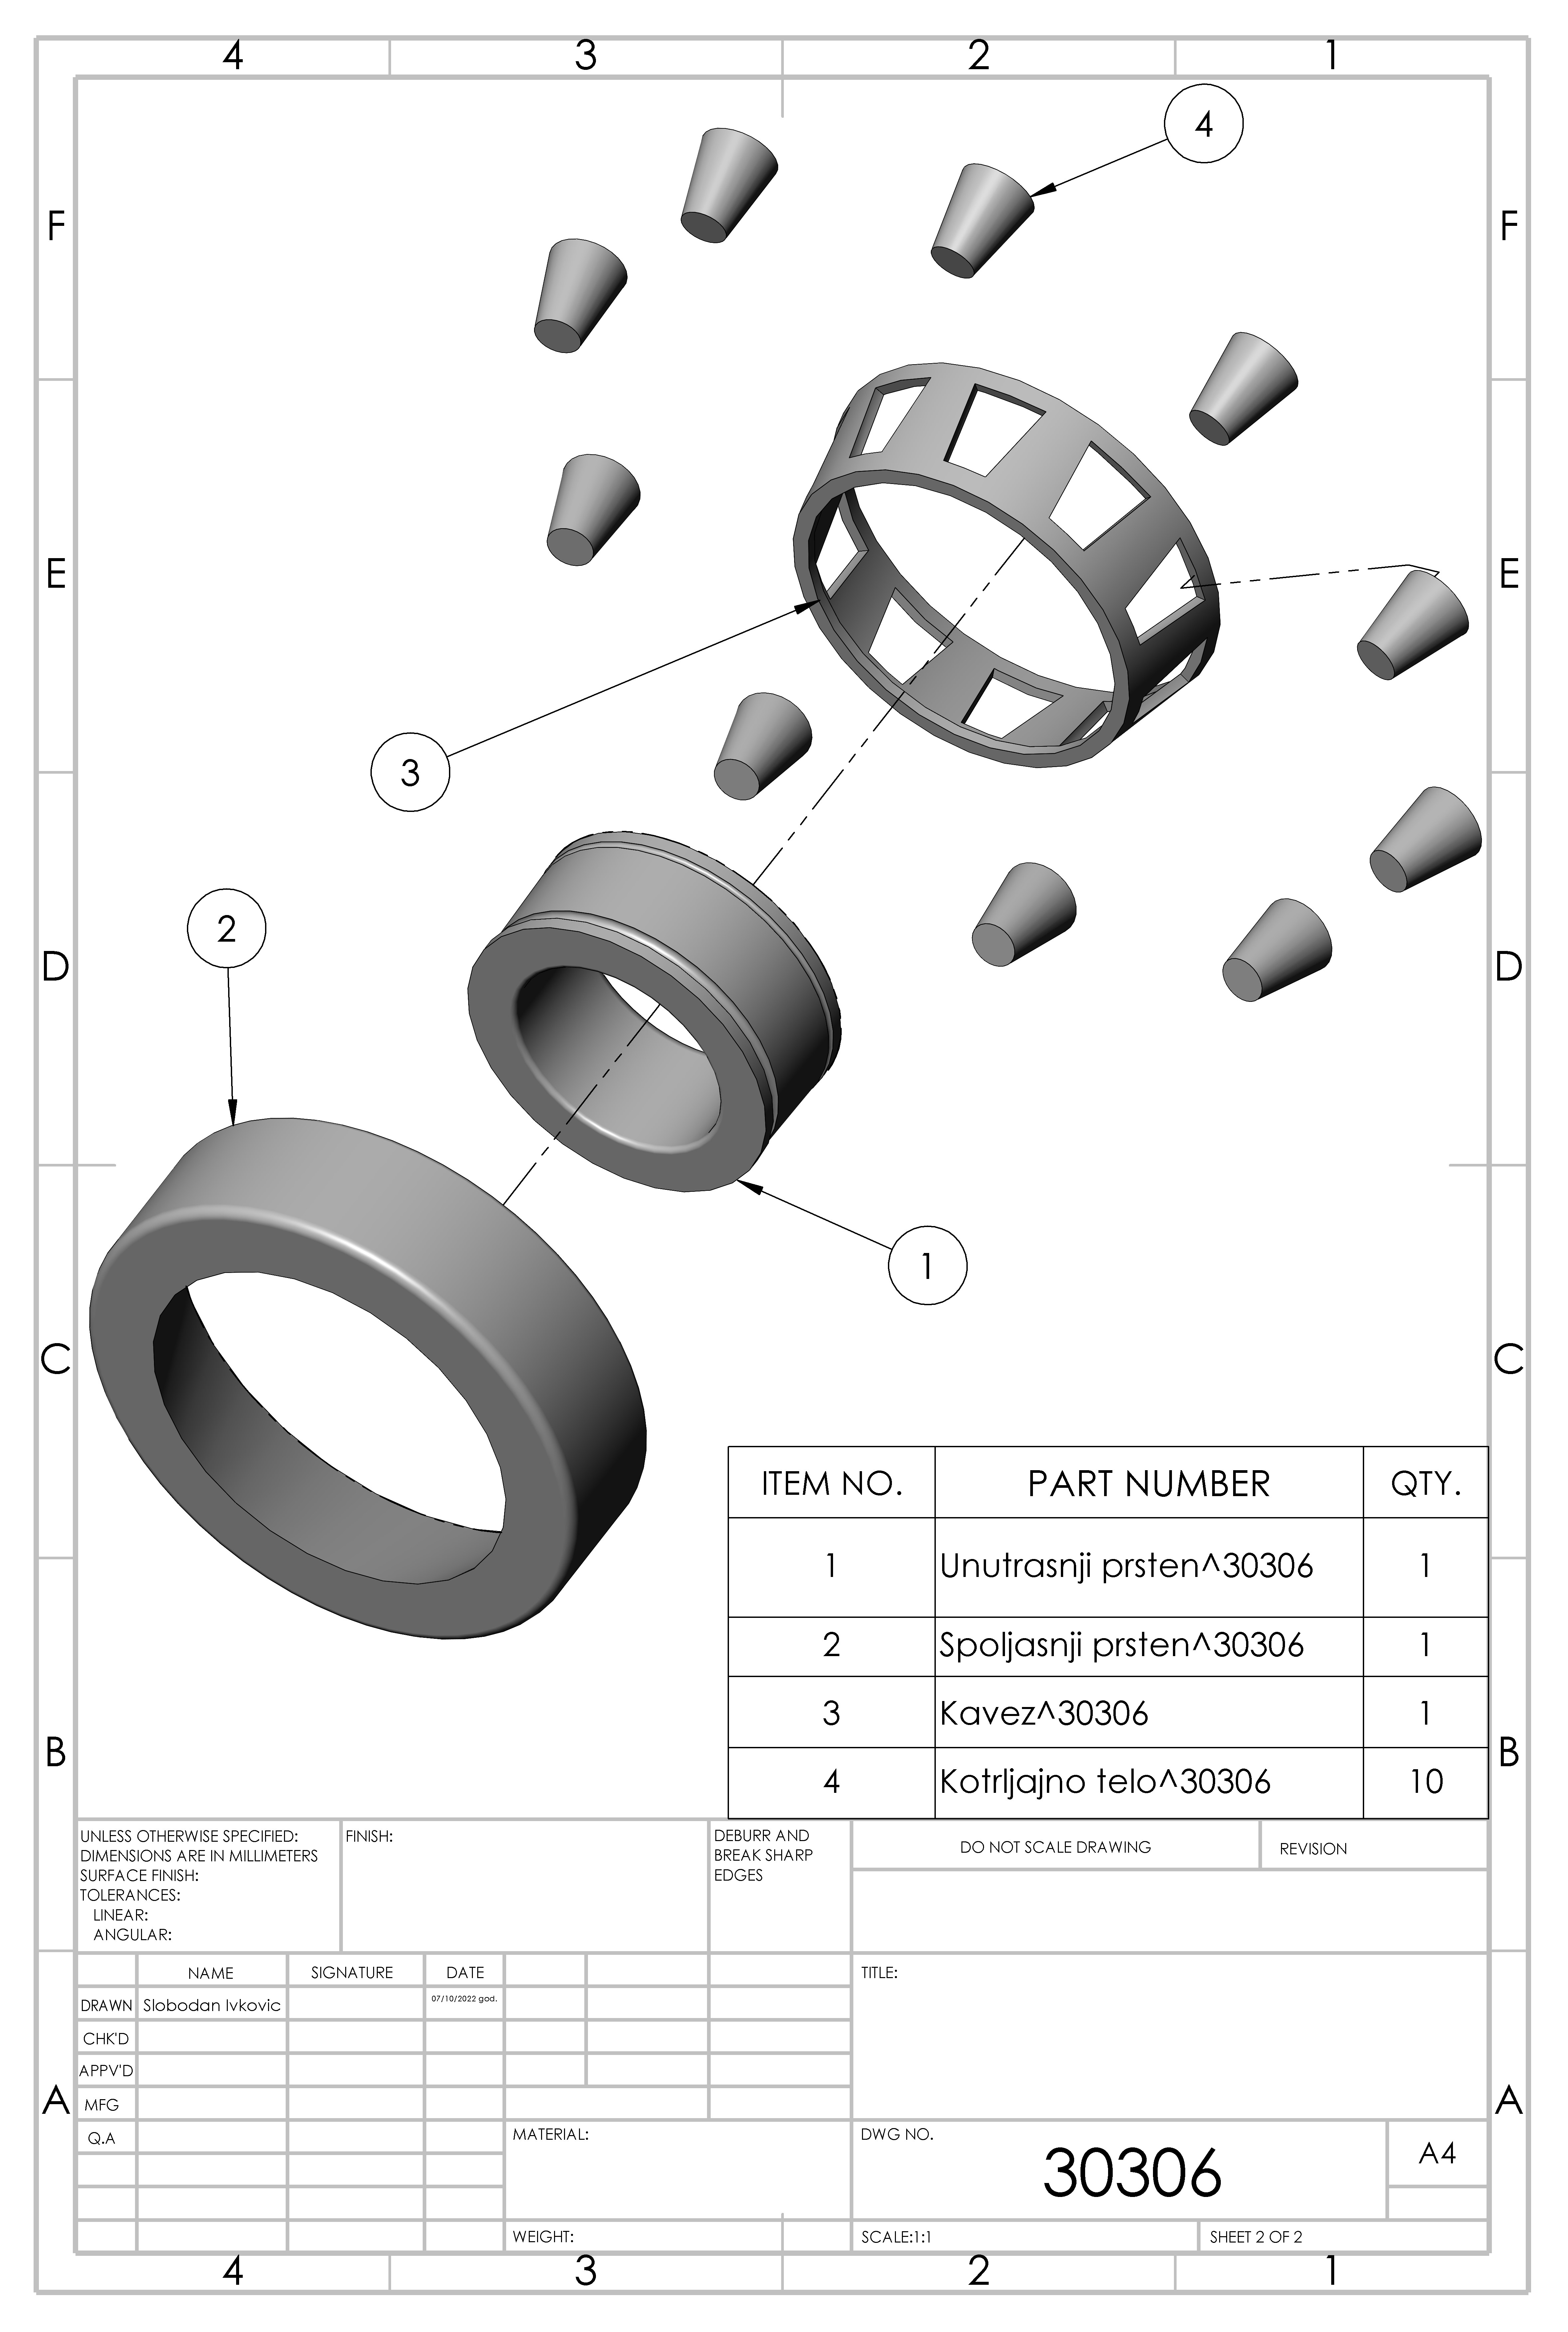 4 3 2 1
4
F F
E E
3
2
D D
1
C C
ITEM NO. PART NUMBER QTY.
1 Unutrasnji prsten^30306 1
2 Spoljasnji prsten^30306 1
3 Kavez^30306 1
4 Kotrljajno telo^30306 10
B B
UNLESS OTHERWISE SPECIFIED:
DIMENSIONS ARE IN MILLIMETERS
SURFACE FINISH:
TOLERANCES:
LINEAR:
ANGULAR:
FINISH:
DEBURR AND
BREAK SHARP
EDGES
DO NOT SCALE DRAWING
REVISION
NAME SIGNATURE DATE
DRAWN Slobodan Ivkovic 07/10/2022 god.
CHK'D
APPV'D
MFG
Q.A
TITLE:
A A
MATERIAL:
DWG NO.
30306
A4
WEIGHT:
SCALE:1:1
SHEET 2 OF 2
4 3 2 1